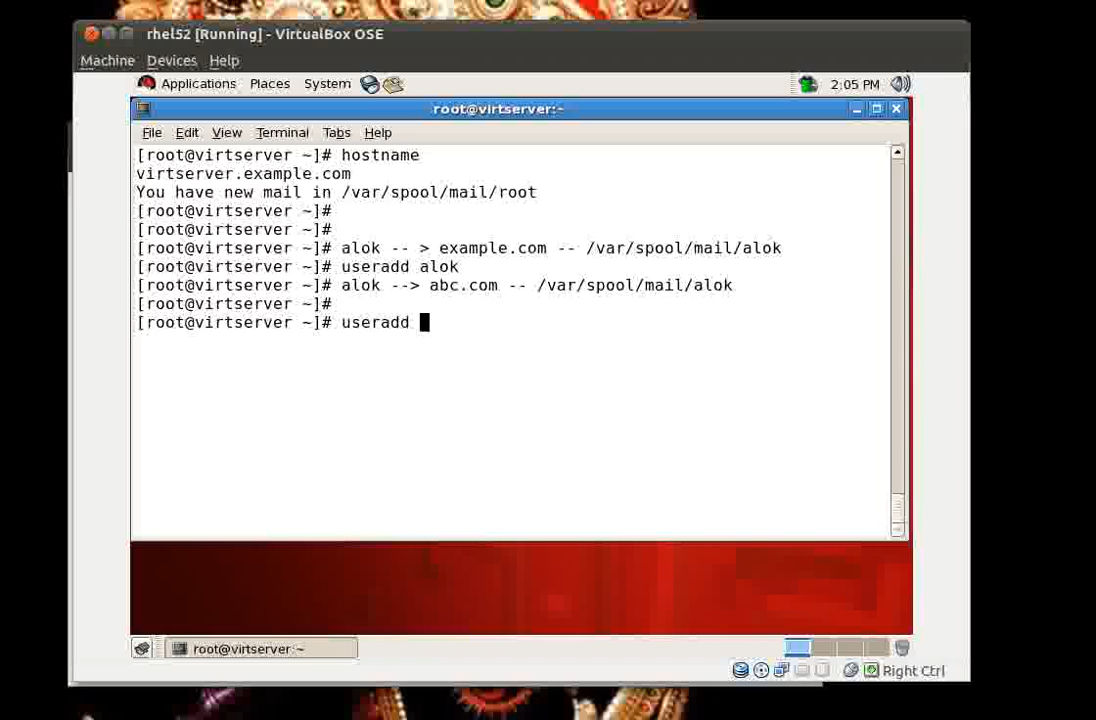 rhel52 [Running] - VirtualBox OSE
Machine Devices Help
Applications Places System 2:05 PM
root@virtserver:~
File Edit View Terminal Tabs Help
[root@virtserver ~]# hostname
virtserver.example.com
You have new mail in /var/spool/mail/root
[root@virtserver ~]#
[root@virtserver ~]#
[root@virtserver ~]# alok -- > example.com -- /var/spool/mail/alok
[root@virtserver ~]# useradd alok
[root@virtserver ~]# alok --> abc.com -- /var/spool/mail/alok
[root@virtserver ~]#
[root@virtserver ~]# useradd
root@virtserver:~
Right Ctrl